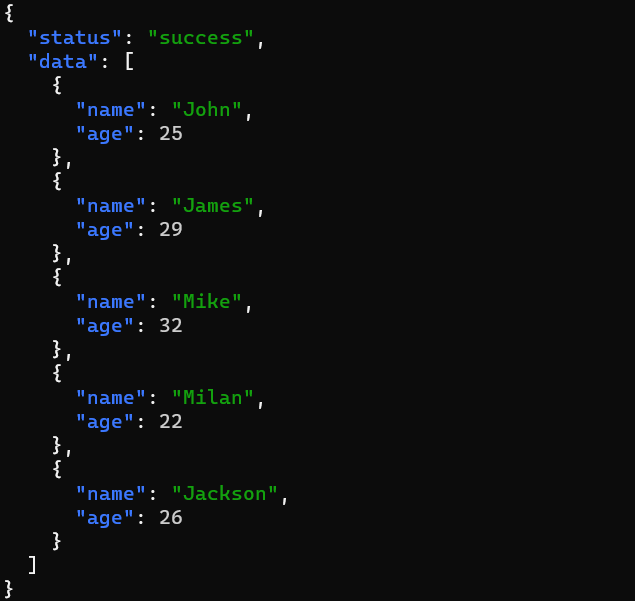 {
  "status": "success",
  "data": [
    {
      "name": "John",
      "age": 25
    },
    {
      "name": "James",
      "age": 29
    },
    {
      "name": "Mike",
      "age": 32
    },
    {
      "name": "Milan",
      "age": 22
    },
    {
      "name": "Jackson",
      "age": 26
    }
  ]
}